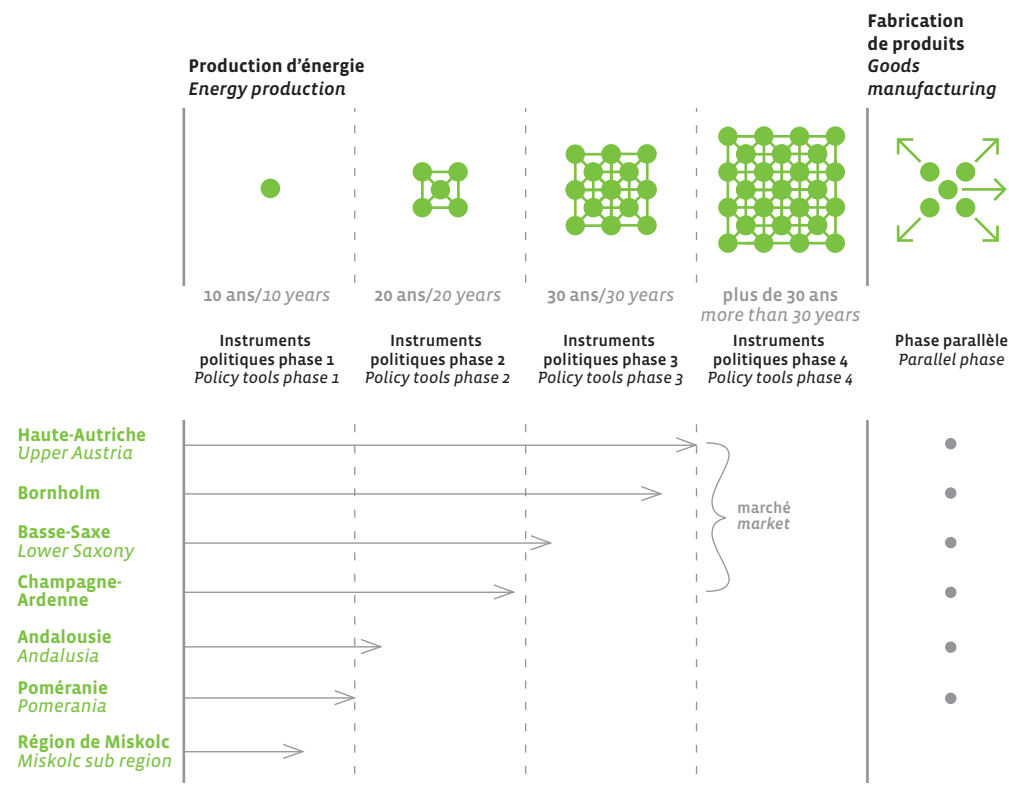 Production d’énergie
Energy production
Fabrication
de produits
Goods
manufacturing
10 ans/10 years
20 ans/20 years
30 ans/30 years
plus de 30 ans
more than 30 years
Instruments
politiques phase 1
Policy tools phase 1
Instruments
politiques phase 2
Policy tools phase 2
Instruments
politiques phase 3
Policy tools phase 3
Instruments
politiques phase 4
Policy tools phase 4
Phase parallèle
Parallel phase
Haute-Autriche
Upper Austria
Bornholm
Basse-Saxe
Lower Saxony
Champagne-
Ardenne
Andalousie
Andalusia
Poméranie
Pomerania
Région de Miskolc
Miskolc sub region
marché
market